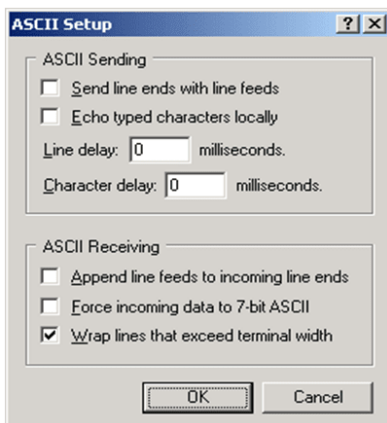 ASCII Setup
ASCII Sending
Send line ends with line feeds
Echo typed characters locally
Line delay: 0 milliseconds.
Character delay: 0 milliseconds.
ASCII Receiving
Append line feeds to incoming line ends
Force incoming data to 7-bit ASCII
Wrap lines that exceed terminal width
OK Cancel